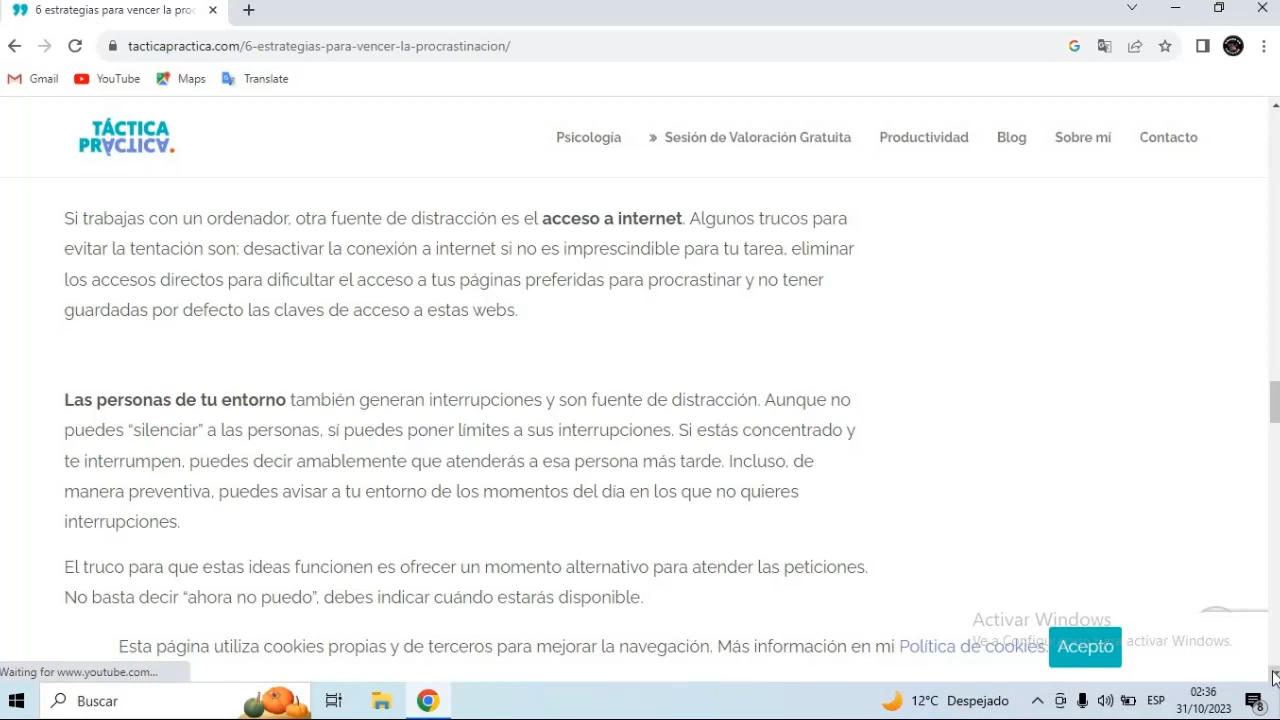 6 estrategias para vencer la proc
tacticapractica.com/6-estrategias-para-vencer-la-procrastinacion/
Gmail
YouTube
Maps
Translate
TÁCTICA
PRÁCTICA.
Psicología
» Sesión de Valoración Gratuita
Productividad
Blog
Sobre mí
Contacto
Si trabajas con un ordenador, otra fuente de distracción es el acceso a internet. Algunos trucos para
evitar la tentación son: desactivar la conexión a internet si no es imprescindible para tu tarea, eliminar
los accesos directos para dificultar el acceso a tus páginas preferidas para procrastinar y no tener
guardadas por defecto las claves de acceso a estas webs.
Las personas de tu entorno también generan interrupciones y son fuente de distracción. Aunque no
puedes “silenciar” a las personas, sí puedes poner límites a sus interrupciones. Si estás concentrado y
te interrumpen, puedes decir amablemente que atenderás a esa persona más tarde. Incluso, de
manera preventiva, puedes avisar a tu entorno de los momentos del día en los que no quieres
interrupciones.
El truco para que estas ideas funcionen es ofrecer un momento alternativo para atender las peticiones.
No basta decir “ahora no puedo”, debes indicar cuándo estarás disponible.
Activar Windows
Ve a activar Windows.
Esta página utiliza cookies propias y de terceros para mejorar la navegación. Más información en mi Política de cookies.
Acepto
Waiting for www.youtube.com...
Buscar
12°C Despejado
ESP
02:36
31/10/2023
8